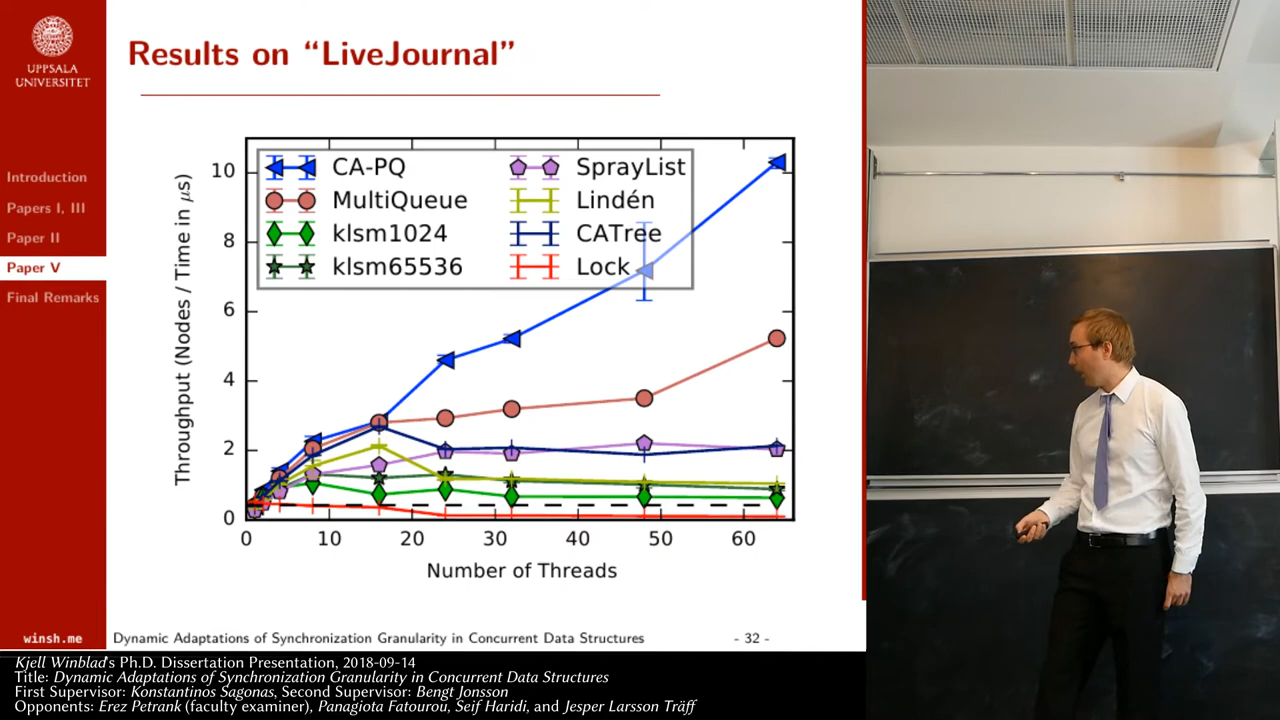 UPPSALA
UNIVERSITET
Introduction
Papers I, III
Paper II
Paper V
Final Remarks
winsh.me
Results on “LiveJournal”
Throughput (Nodes / Time in μs)
10
8
6
4
2
0
CA-PQ
MultiQueue
klsm1024
klsm65536
SprayList
Lindén
CATree
Lock
0 10 20 30 40 50 60
Number of Threads
Dynamic Adaptations of Synchronization Granularity in Concurrent Data Structures - 32 -
Kjell Winblad's Ph.D. Dissertation Presentation, 2018-09-14
Title: Dynamic Adaptations of Synchronization Granularity in Concurrent Data Structures
First Supervisor: Konstantinos Sagonas, Second Supervisor: Bengt Jonsson
Opponents: Erez Petrank (faculty examiner), Panagiota Fatourou, Seif Haridi, and Jesper Larsson Träff